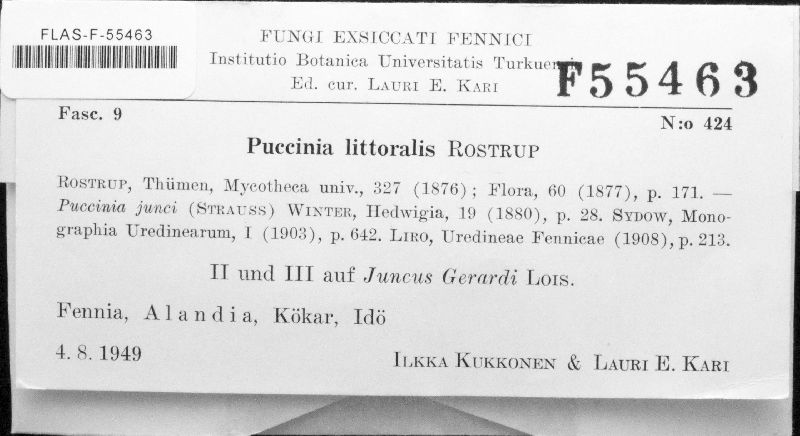 FLAS-F-55463
FUNGI EXSICCATI FENNICI
Institutio Botanica Universitatis Turkuensis
Ed. cur. LAURI E. KARI
F55463
Fasc. 9
N:o 424
Puccinia littoralis ROSTRUP
ROSTRUP, Thümen, Mycotheca univ., 327 (1876); Flora, 60 (1877), p. 171. —
Puccinia junci (STRAUSS) WINTER, Hedwigia, 19 (1880), p. 28. SYDOW, Mono-
graphia Uredinearum, I (1903), p. 642. LIRO, Uredineae Fennicae (1908), p. 213.
II und III auf Juncus Gerardi LOIS.
Fennia, Alandia, Kökar, Idö
4. 8. 1949
ILKKA KUKKONEN & LAURI E. KARI